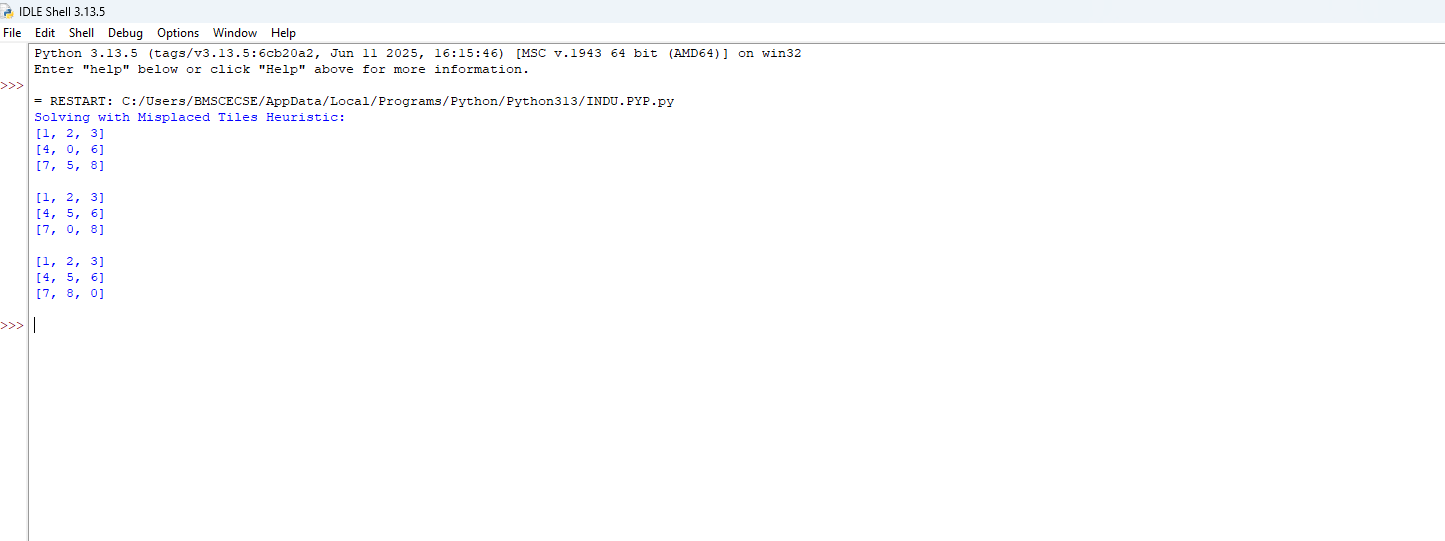 IDLE Shell 3.13.5
File Edit Shell Debug Options Window Help
Python 3.13.5 (tags/v3.13.5:6cb20a2, Jun 11 2025, 16:15:46) [MSC v.1943 64 bit (AMD64)] on win32
Enter "help" below or click "Help" above for more information.
>>>
= RESTART: C:/Users/BMSCECSE/AppData/Local/Programs/Python/Python313/INDU.PYP.py
Solving with Misplaced Tiles Heuristic:
[1, 2, 3]
[4, 0, 6]
[7, 5, 8]
[1, 2, 3]
[4, 5, 6]
[7, 0, 8]
[1, 2, 3]
[4, 5, 6]
[7, 8, 0]
>>>